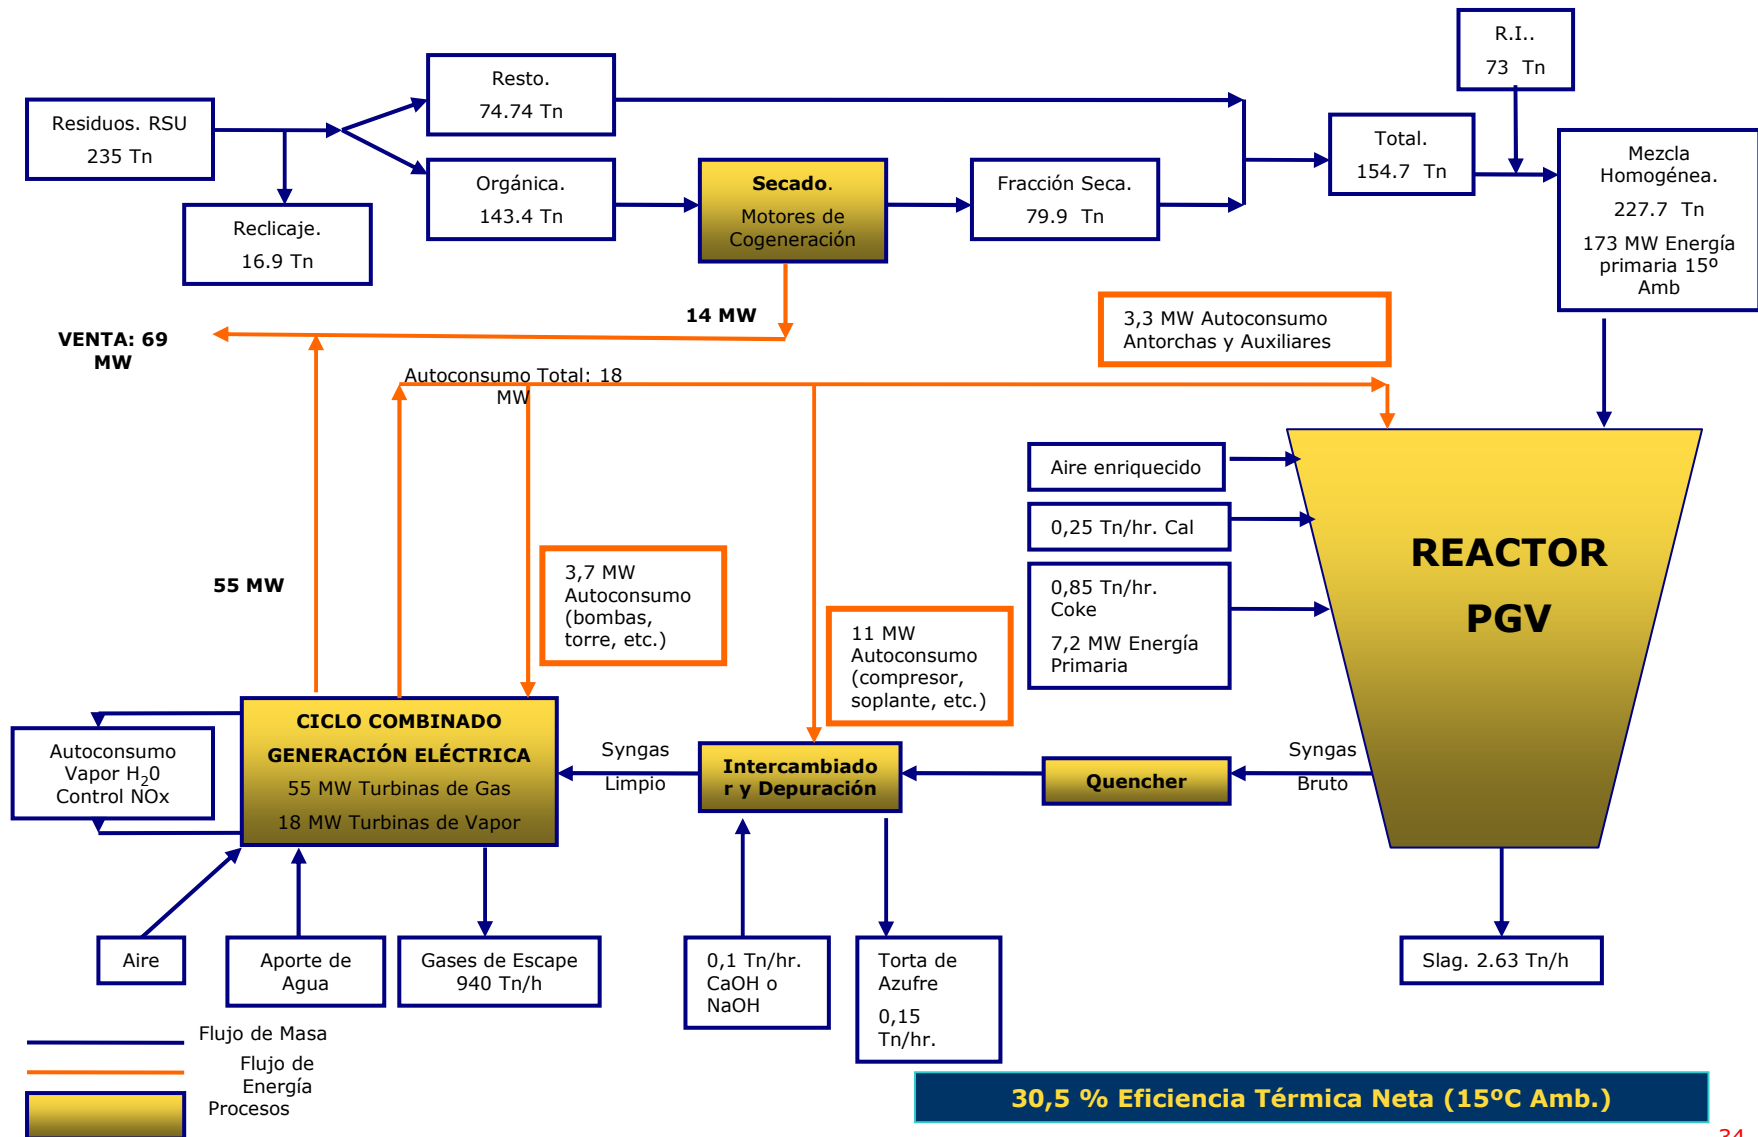 R.I..
73 Tn
Resto.
74.74 Tn
Residuos. RSU
235 Tn
Total.
154.7 Tn
Mezcla
Homogénea.
227.7 Tn
173 MW Energía
primaria 15º
Amb
Orgánica.
143.4 Tn
Secado.
Motores de
Cogeneración
Fracción Seca.
79.9 Tn
Reclicaje.
16.9 Tn
14 MW
VENTA: 69
MW
3,3 MW Autoconsumo
Antorchas y Auxiliares
Autoconsumo Total: 18
MW
Aire enriquecido
0,25 Tn/hr. Cal
0,85 Tn/hr.
Coke
7,2 MW Energía
Primaria
REACTOR
PGV
55 MW
3,7 MW
Autoconsumo
(bombas,
torre, etc.)
11 MW
Autoconsumo
(compresor,
soplante, etc.)
CICLO COMBINADO
GENERACIÓN ELÉCTRICA
55 MW Turbinas de Gas
18 MW Turbinas de Vapor
Autoconsumo
Vapor H20
Control NOx
Syngas
Limpio
Intercambiado
r y Depuración
Quencher
Syngas
Bruto
Aire
Aporte de
Agua
Gases de Escape
940 Tn/h
0,1 Tn/hr.
CaOH o
NaOH
Torta de
Azufre
0,15
Tn/hr.
Slag. 2.63 Tn/h
Flujo de Masa
Flujo de
Energía
Procesos
30,5 % Eficiencia Térmica Neta (15ºC Amb.)
34